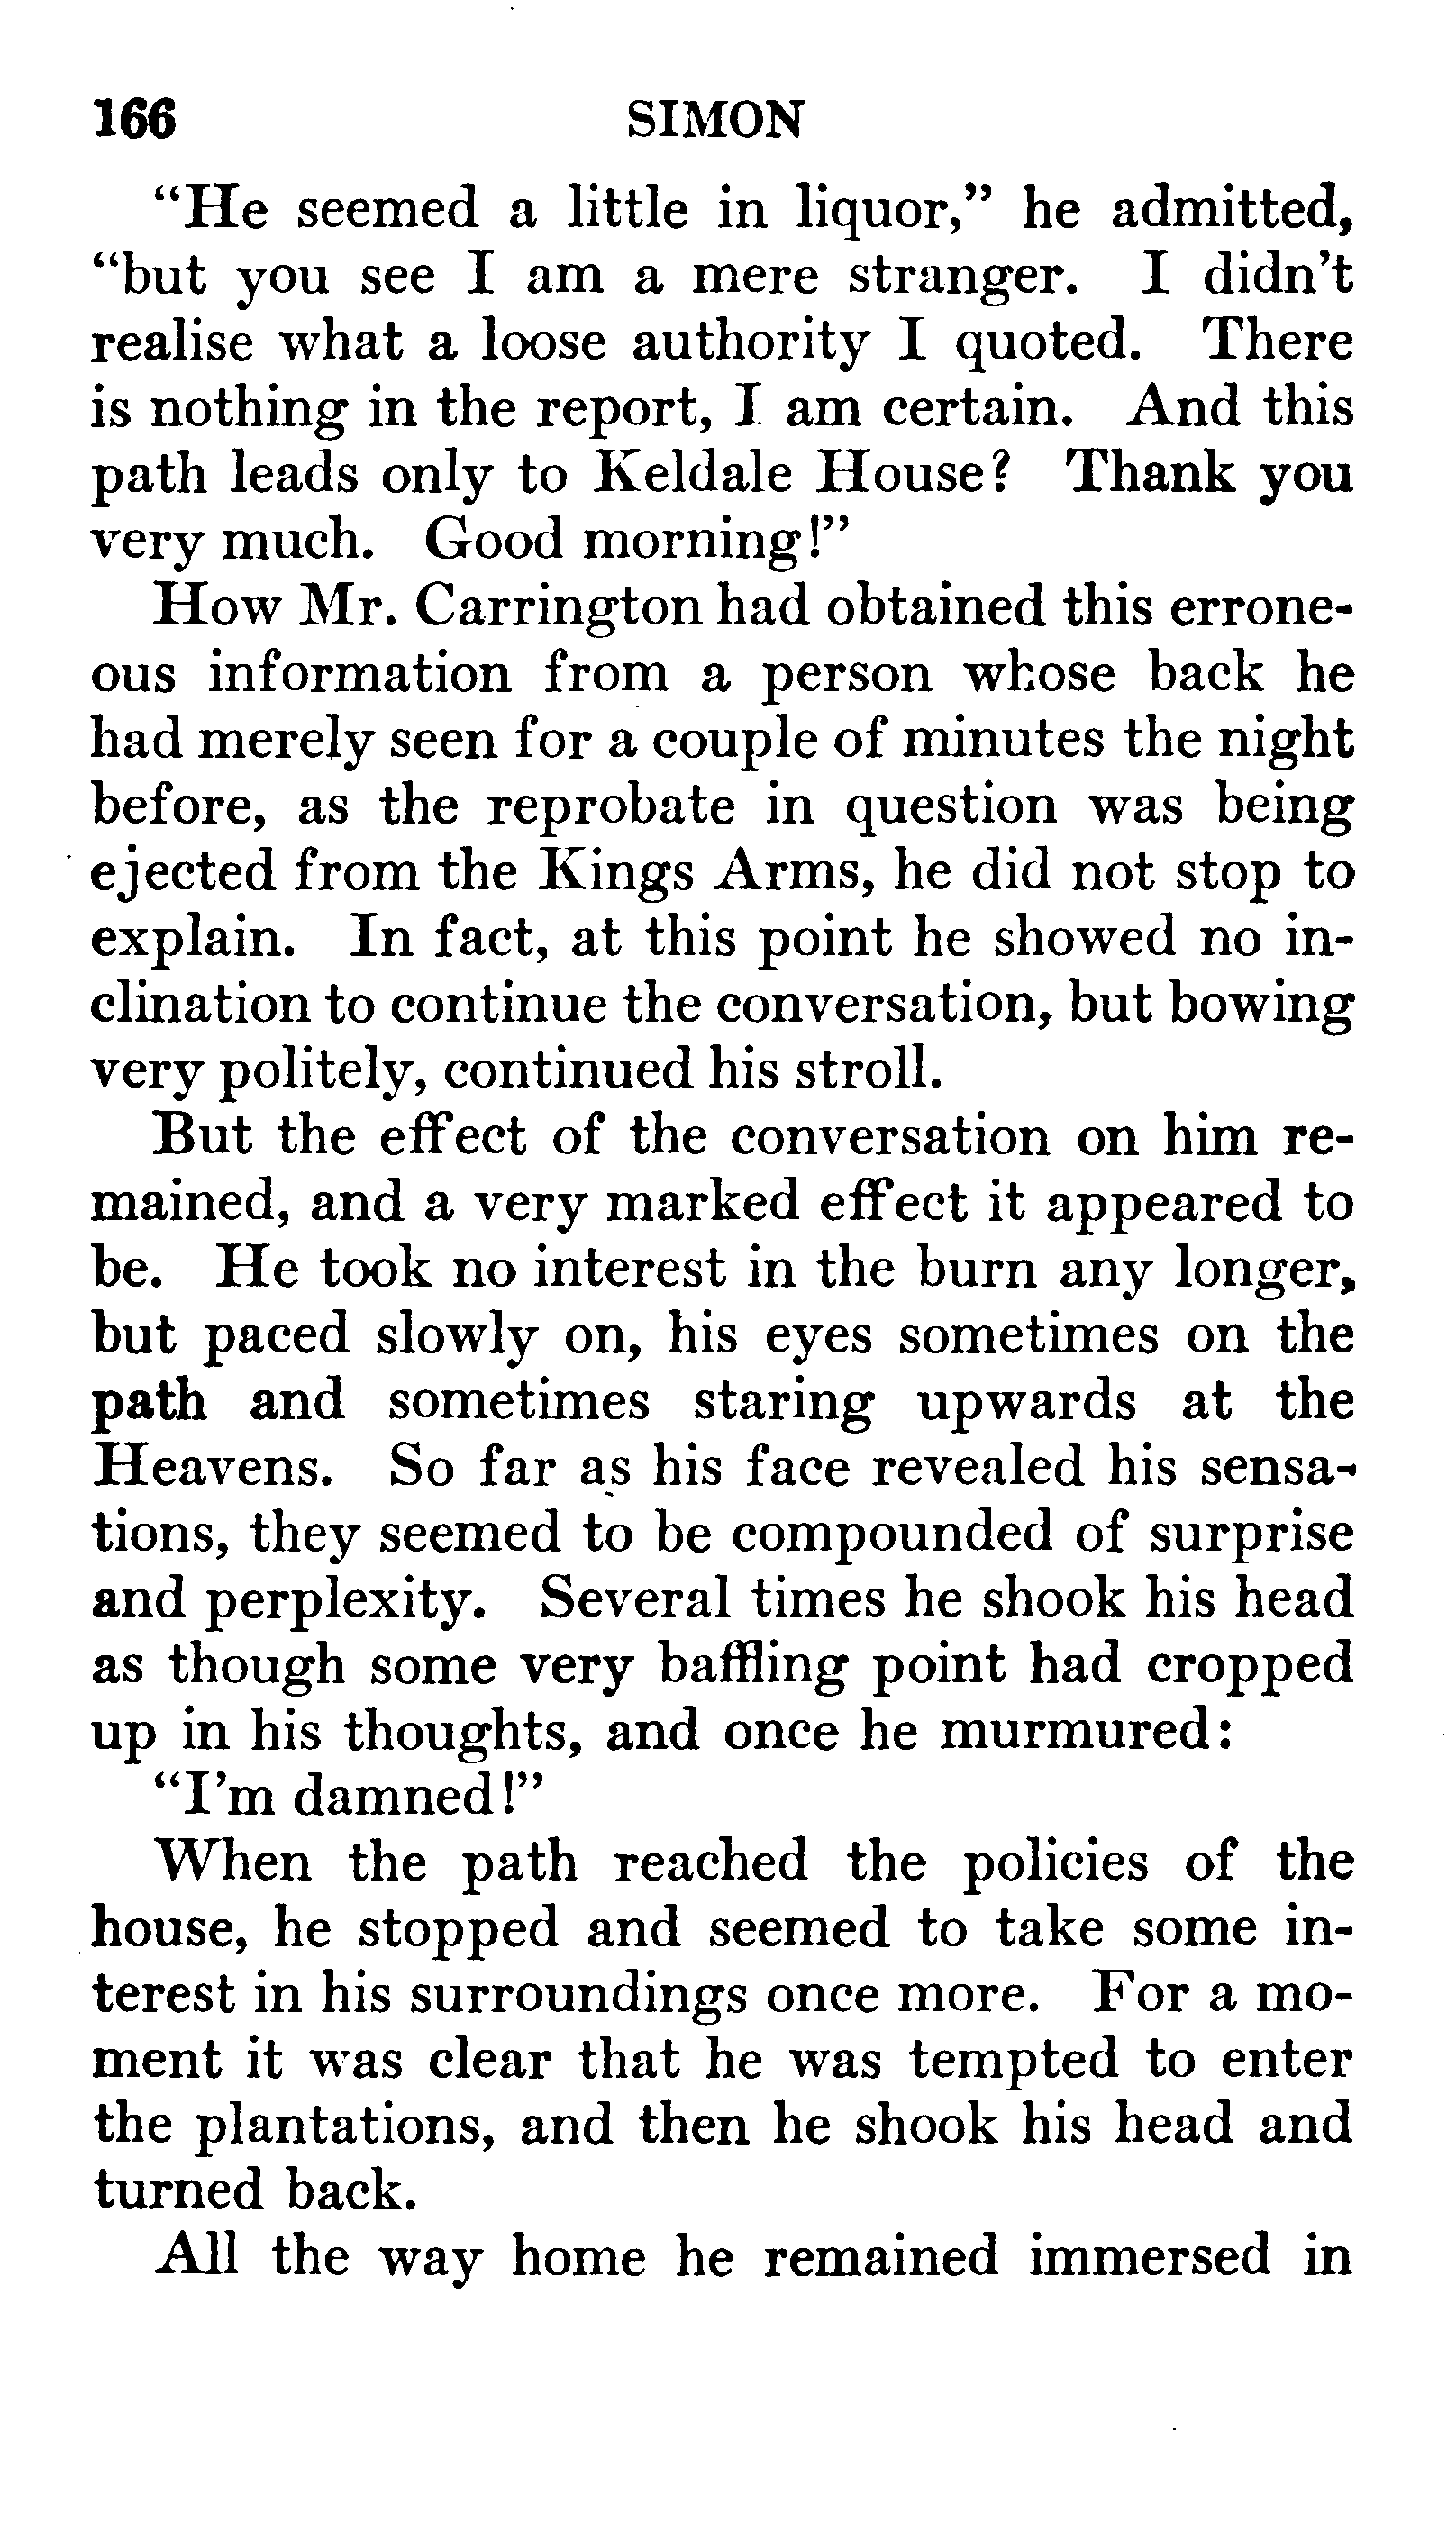 166 SIMON
"He seemed a little in liquor," he admitted,
"but you see I am a mere stranger. I didn't
realise what a loose authority I quoted. There
is nothing in the report, I am certain. And this
path leads only to Keldale House? Thank you
very much. Good morning!"
How Mr. Carrington had obtained this errone-
ous information from a person whose back he
had merely seen for a couple of minutes the night
before, as the reprobate in question was being
ejected from the Kings Arms, he did not stop to
explain. In fact, at this point he showed no in-
clination to continue the conversation, but bowing
very politely, continued his stroll.
But the effect of the conversation on him re-
mained, and a very marked effect it appeared to
be. He took no interest in the burn any longer,
but paced slowly on, his eyes sometimes on the
path and sometimes staring upwards at the
Heavens. So far as his face revealed his sensa-
tions, they seemed to be compounded of surprise
and perplexity. Several times he shook his head
as though some very baffling point had cropped
up in his thoughts, and once he murmured:
"I'm damned!"
When the path reached the policies of the
house, he stopped and seemed to take some in-
terest in his surroundings once more. For a mo-
ment it was clear that he was tempted to enter
the plantations, and then he shook his head and
turned back.
All the way home he remained immersed in